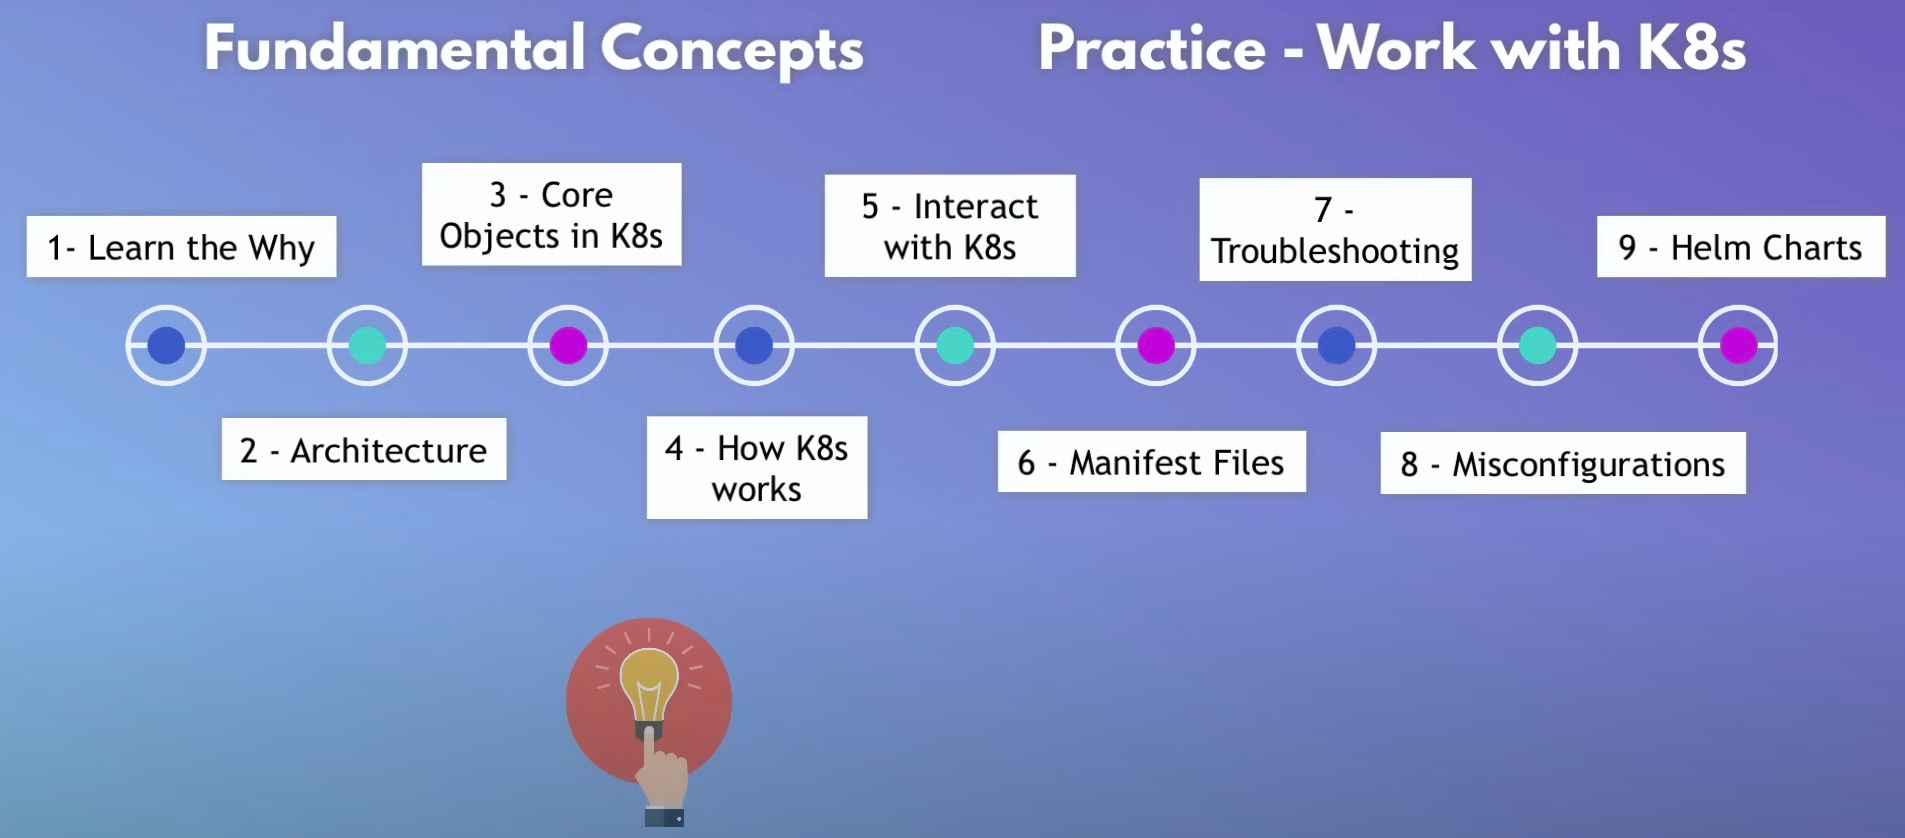 Fundamental Concepts
Practice - Work with K8s
1- Learn the Why
2 - Architecture
3 - Core
Objects in K8s
4 - How K8s
works
5 - Interact
with K8s
6 - Manifest Files
7 -
Troubleshooting
8 - Misconfigurations
9 - Helm Charts